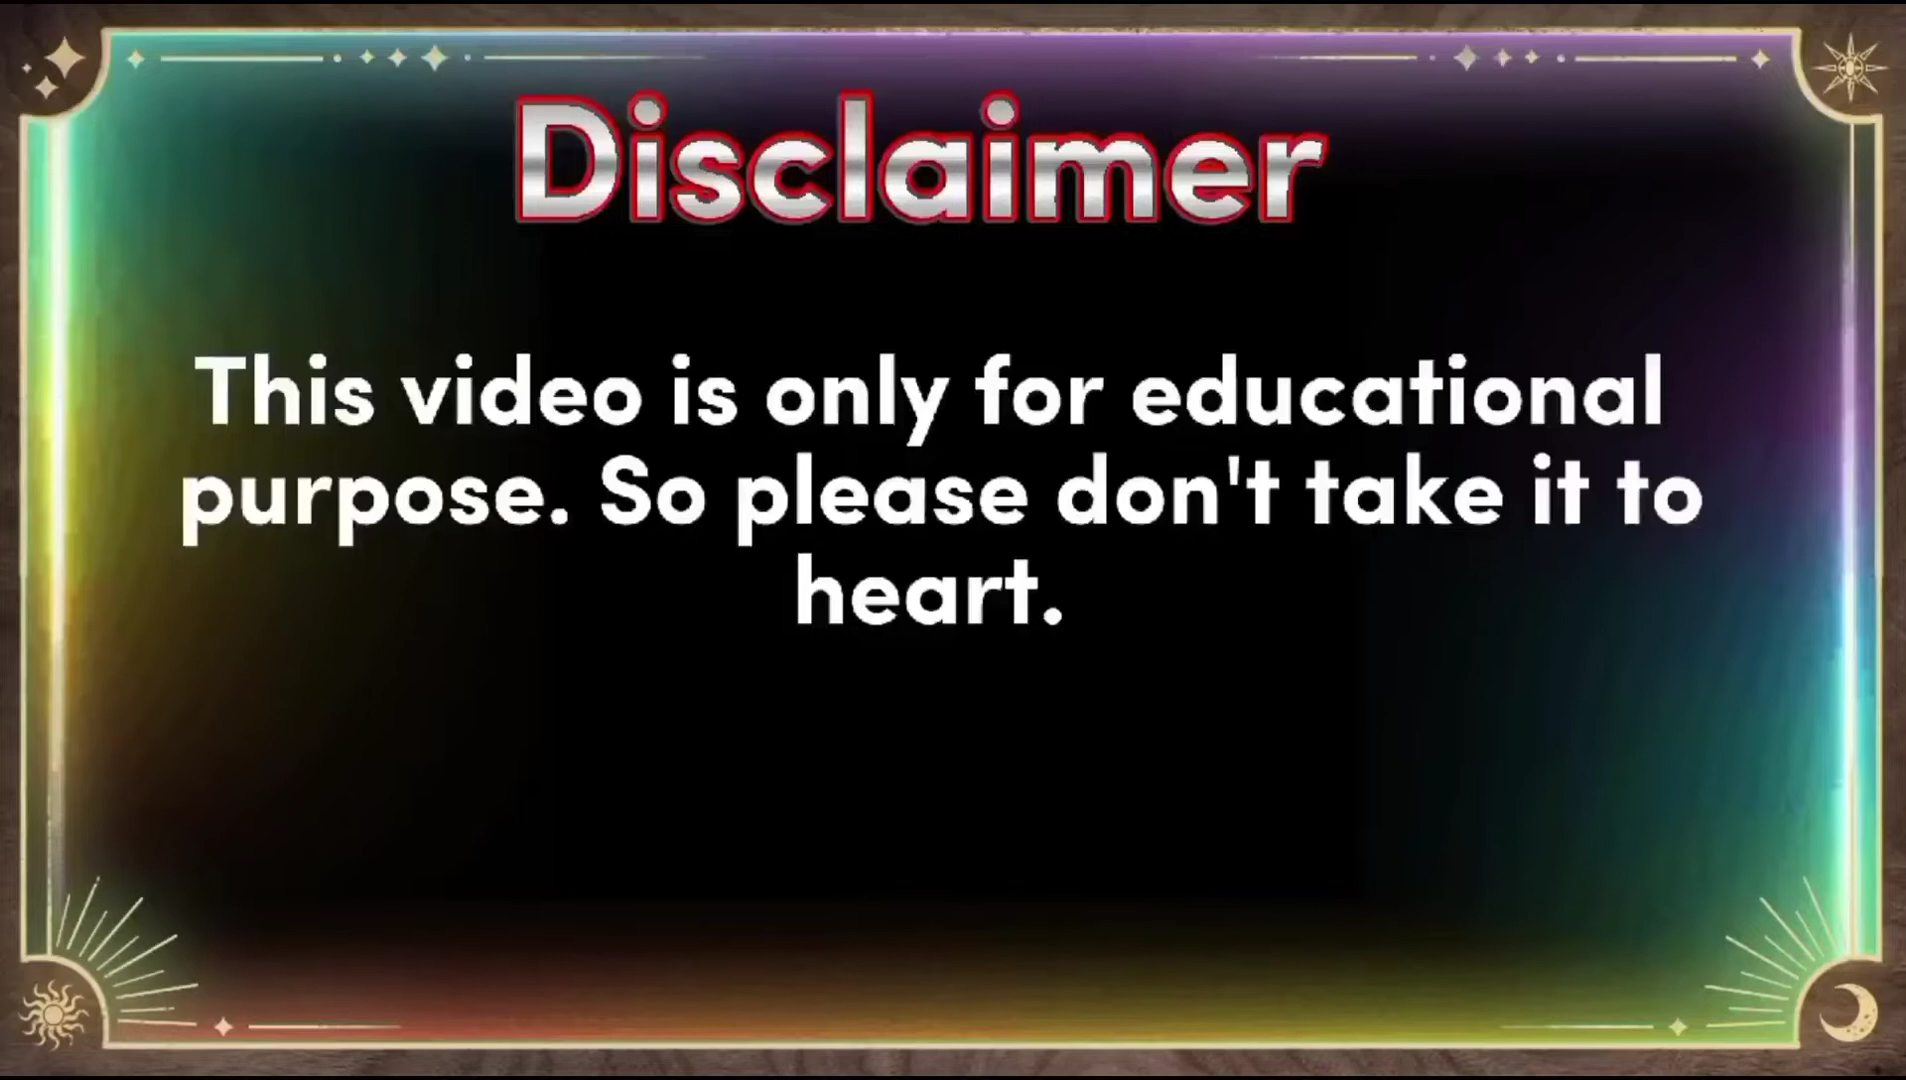 Disclaimer
This video is only for educational
purpose. So please don't take it to
heart.